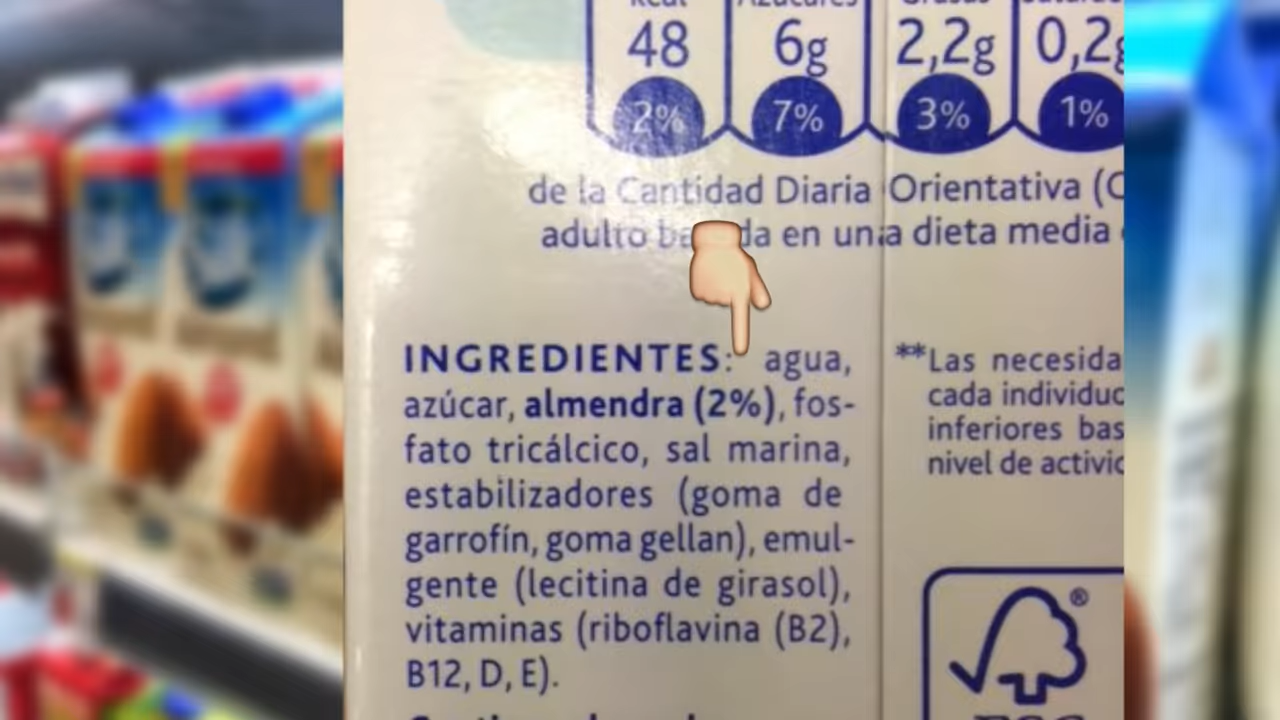 48 6g 2,2g 0,2g
2% 7% 3% 1%
de la Cantidad Diaria Orientativa (
adulto en una dieta media
INGREDIENTES: agua,
azúcar, almendra (2%), fos-
fato tricálcico, sal marina,
estabilizadores (goma de
garrofín, goma gellan), emul-
gente (lecitina de girasol),
vitaminas (riboflavina (B2),
B12, D, E).
**Las necesida
cada individuo
inferiores bas
nivel de activi
®